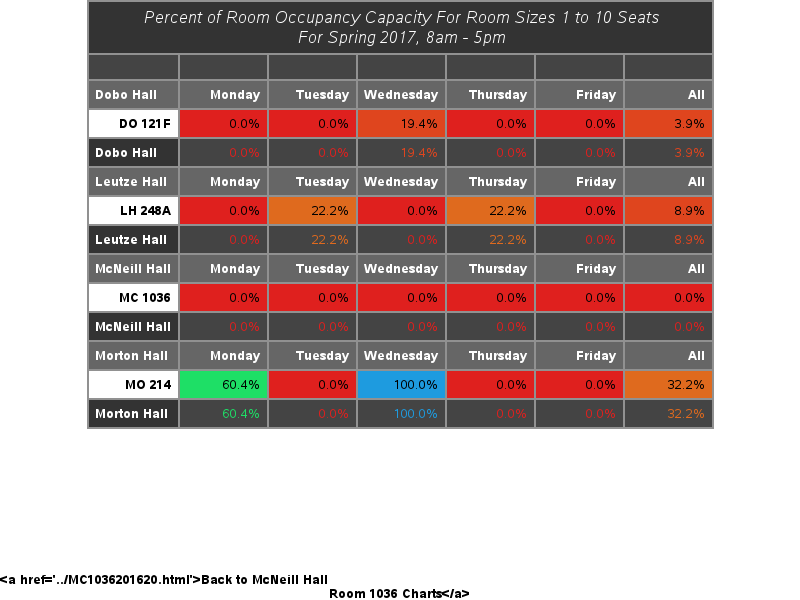 Percent of Room Occupancy Capacity For Room Sizes 1 to 10 Seats
For Spring 2017, 8am - 5pm
Dobo Hall Monday Tuesday Wednesday Thursday Friday All
DO 121F 0.0% 0.0% 19.4% 0.0% 0.0% 3.9%
Dobo Hall 0.0% 0.0% 19.4% 0.0% 0.0% 3.9%
Leutze Hall Monday Tuesday Wednesday Thursday Friday All
LH 248A 0.0% 22.2% 0.0% 22.2% 0.0% 8.9%
Leutze Hall 0.0% 22.2% 0.0% 22.2% 0.0% 8.9%
McNeill Hall Monday Tuesday Wednesday Thursday Friday All
MC 1036 0.0% 0.0% 0.0% 0.0% 0.0% 0.0%
McNeill Hall 0.0% 0.0% 0.0% 0.0% 0.0% 0.0%
Morton Hall Monday Tuesday Wednesday Thursday Friday All
MO 214 60.4% 0.0% 100.0% 0.0% 0.0% 32.2%
Morton Hall 60.4% 0.0% 100.0% 0.0% 0.0% 32.2%
<a href='../MC1036201620.html'>Back to McNeill Hall
Room 1036 Charts</a>